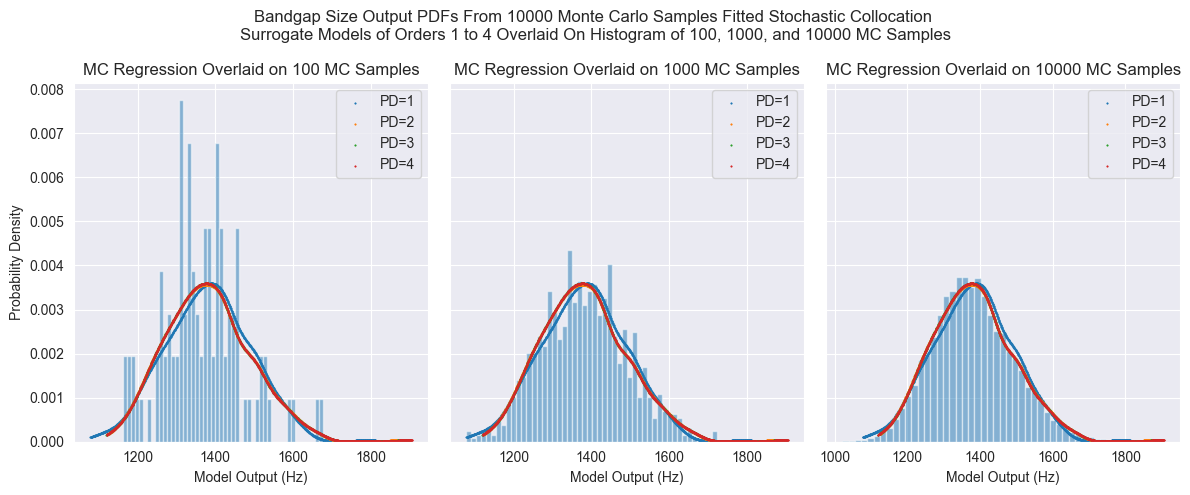 Bandgap Size Output PDFs From 10000 Monte Carlo Samples Fitted Stochastic Collocation
Surrogate Models of Orders 1 to 4 Overlaid On Histogram of 100, 1000, and 10000 MC Samples
MC Regression Overlaid on 100 MC Samples
MC Regression Overlaid on 1000 MC Samples
MC Regression Overlaid on 10000 MC Samples
Probability Density
0.008
0.007
0.006
0.005
0.004
0.003
0.002
0.001
0.000
PD=1
PD=2
PD=3
PD=4
1200 1400 1600 1800
Model Output (Hz)
PD=1
PD=2
PD=3
PD=4
1200 1400 1600 1800
Model Output (Hz)
PD=1
PD=2
PD=3
PD=4
1000 1200 1400 1600 1800
Model Output (Hz)